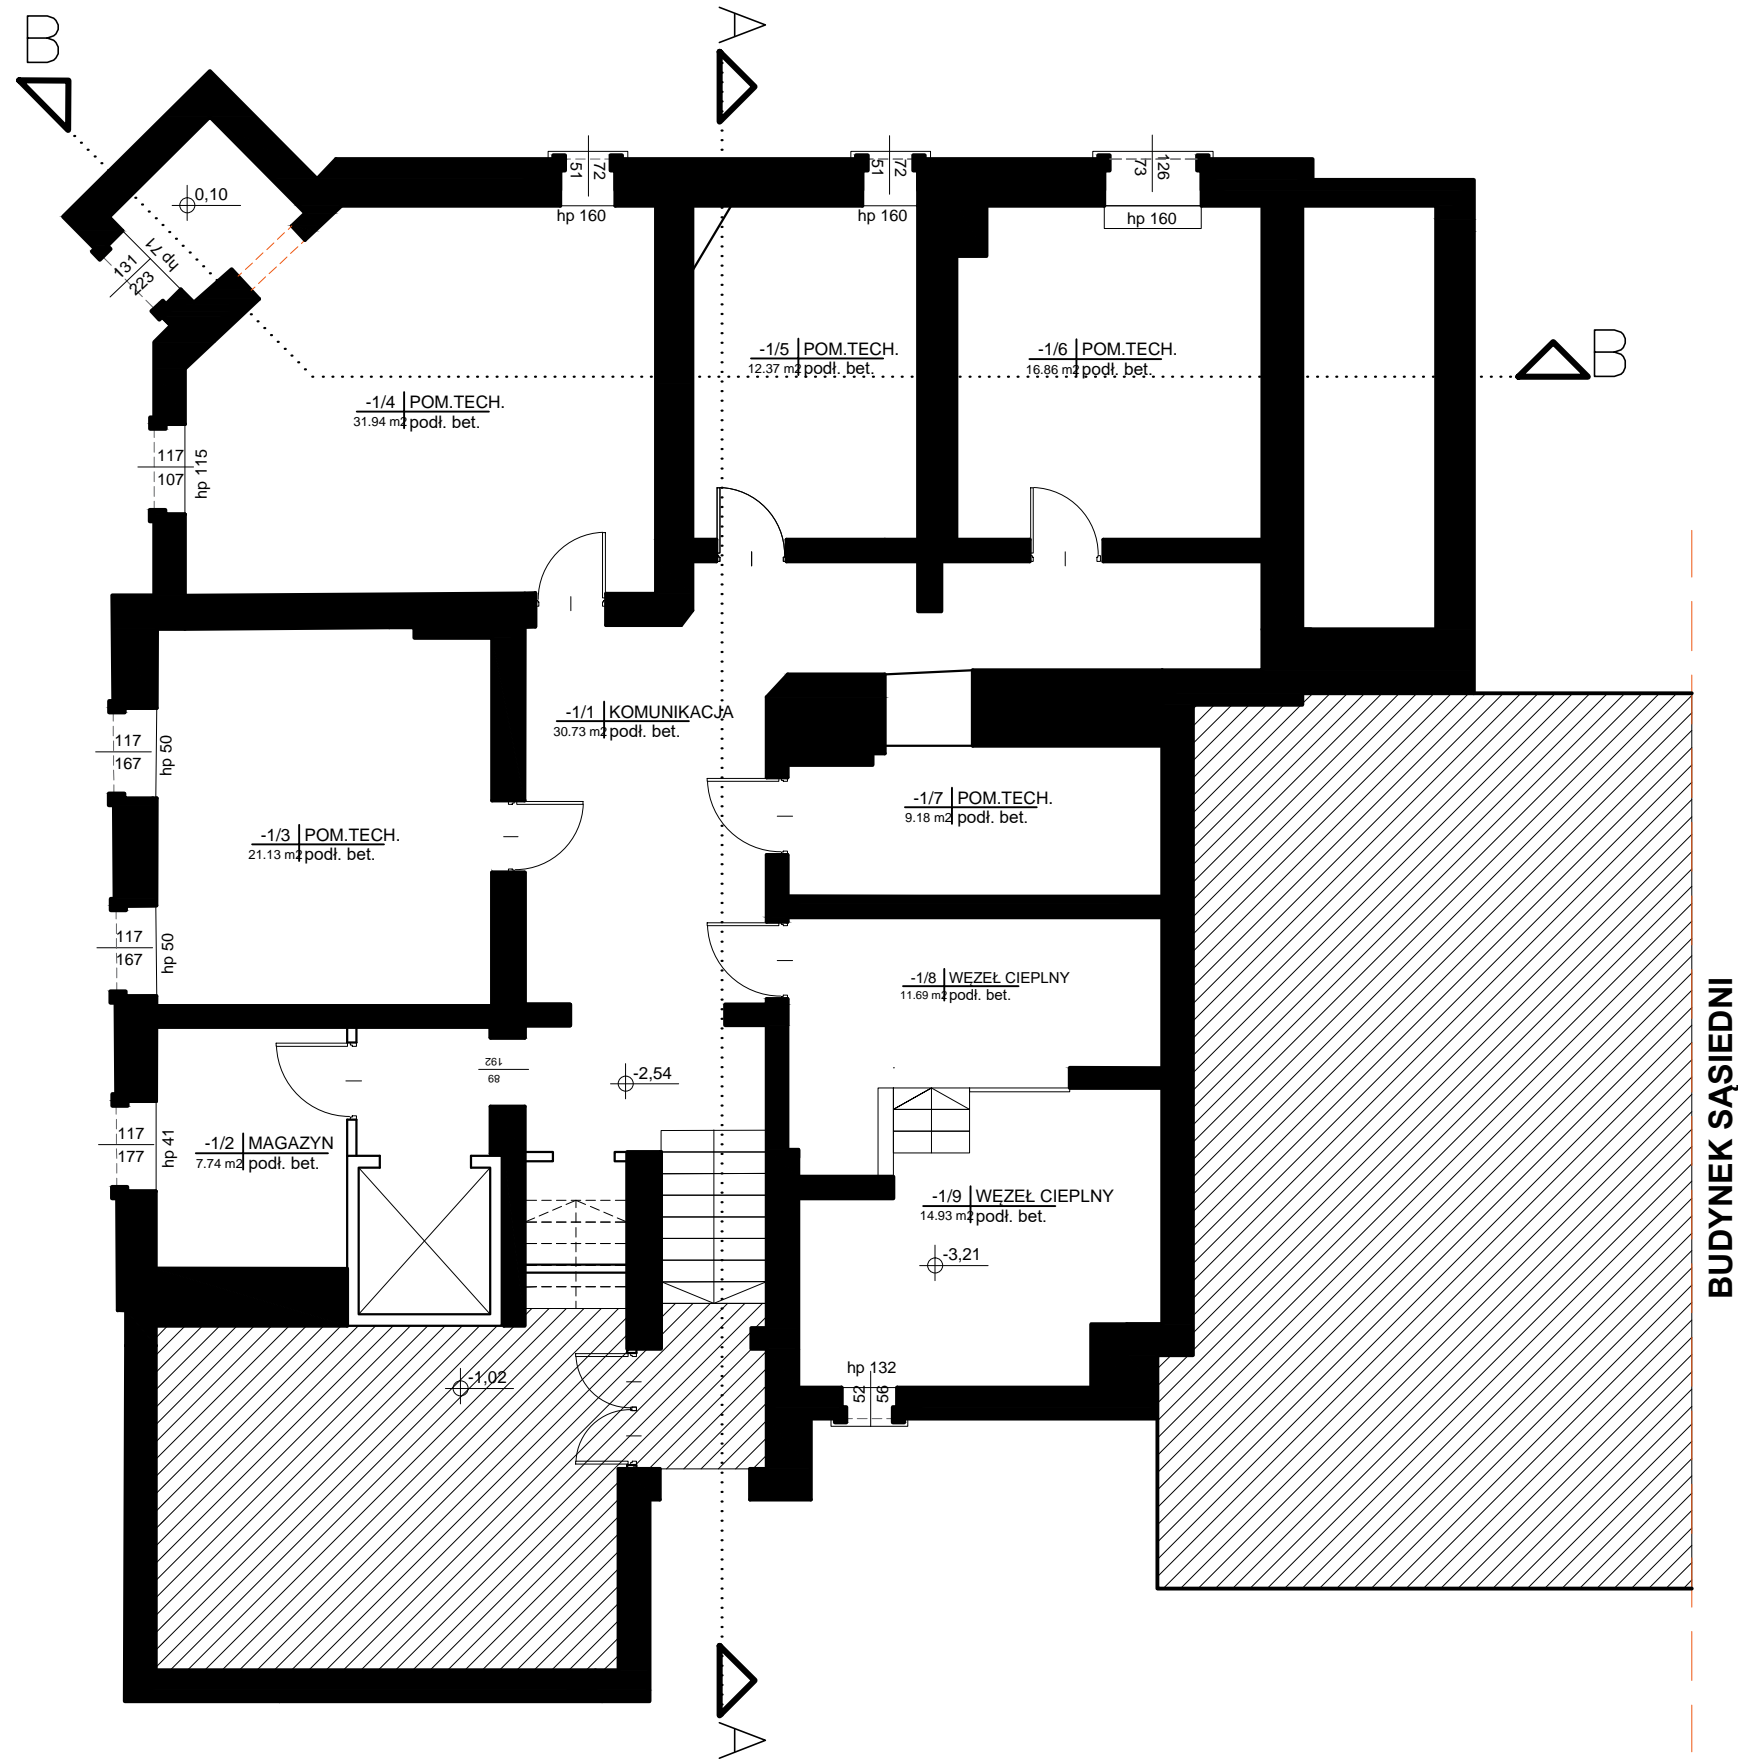 B
A
0,10
51
72
hp 160
51
72
hp 160
73
126
hp 160
hp 71
131
223
-1/5 POM.TECH.
12.37 m2 podł. bet.
-1/6 POM.TECH.
16.86 m2 podł. bet.
B
-1/4 POM.TECH.
31.94 m2 podł. bet.
117
107
hp 115
-1/1 KOMUNIKACJA
30.73 m2 podł. bet.
117
167
hp 50
-1/7 POM.TECH.
9.18 m2 podł. bet.
-1/3 POM.TECH.
21.13 m2 podł. bet.
117
167
hp 50
-1/8 WĘZEŁ CIEPLNY
11.69 m2 podł. bet.
89
192
-2,54
117
177
hp 41
-1/2 MAGAZYN
7.74 m2 podł. bet.
-1/9 WĘZEŁ CIEPLNY
14.93 m2 podł. bet.
-3,21
BUDYNEK SĄSIEDNI
-1,02
hp 132
52
56
A